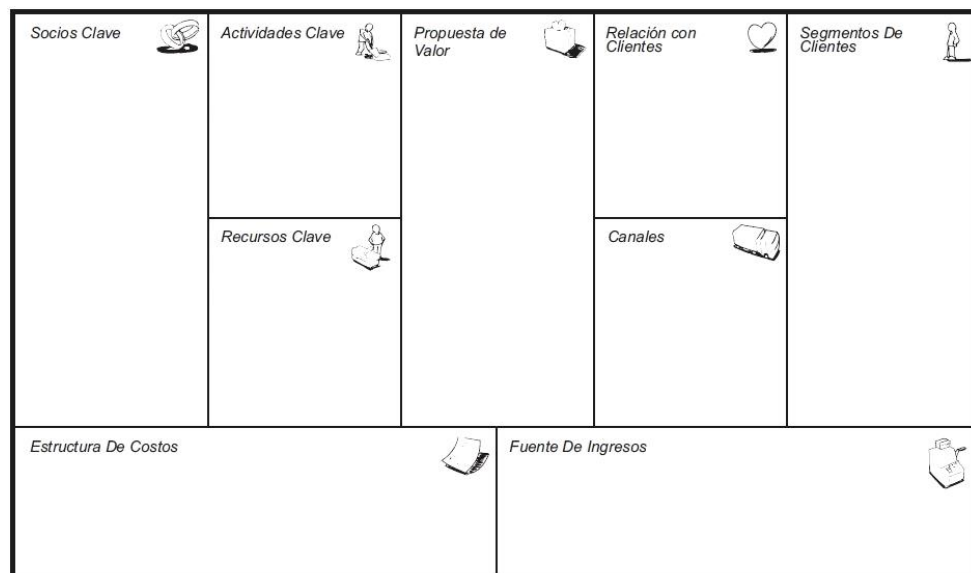 Socios Clave
Actividades Clave
Propuesta de
Valor
Relación con
Clientes
Segmentos De
Clientes
Recursos Clave
Canales
Estructura De Costos
Fuente De Ingresos